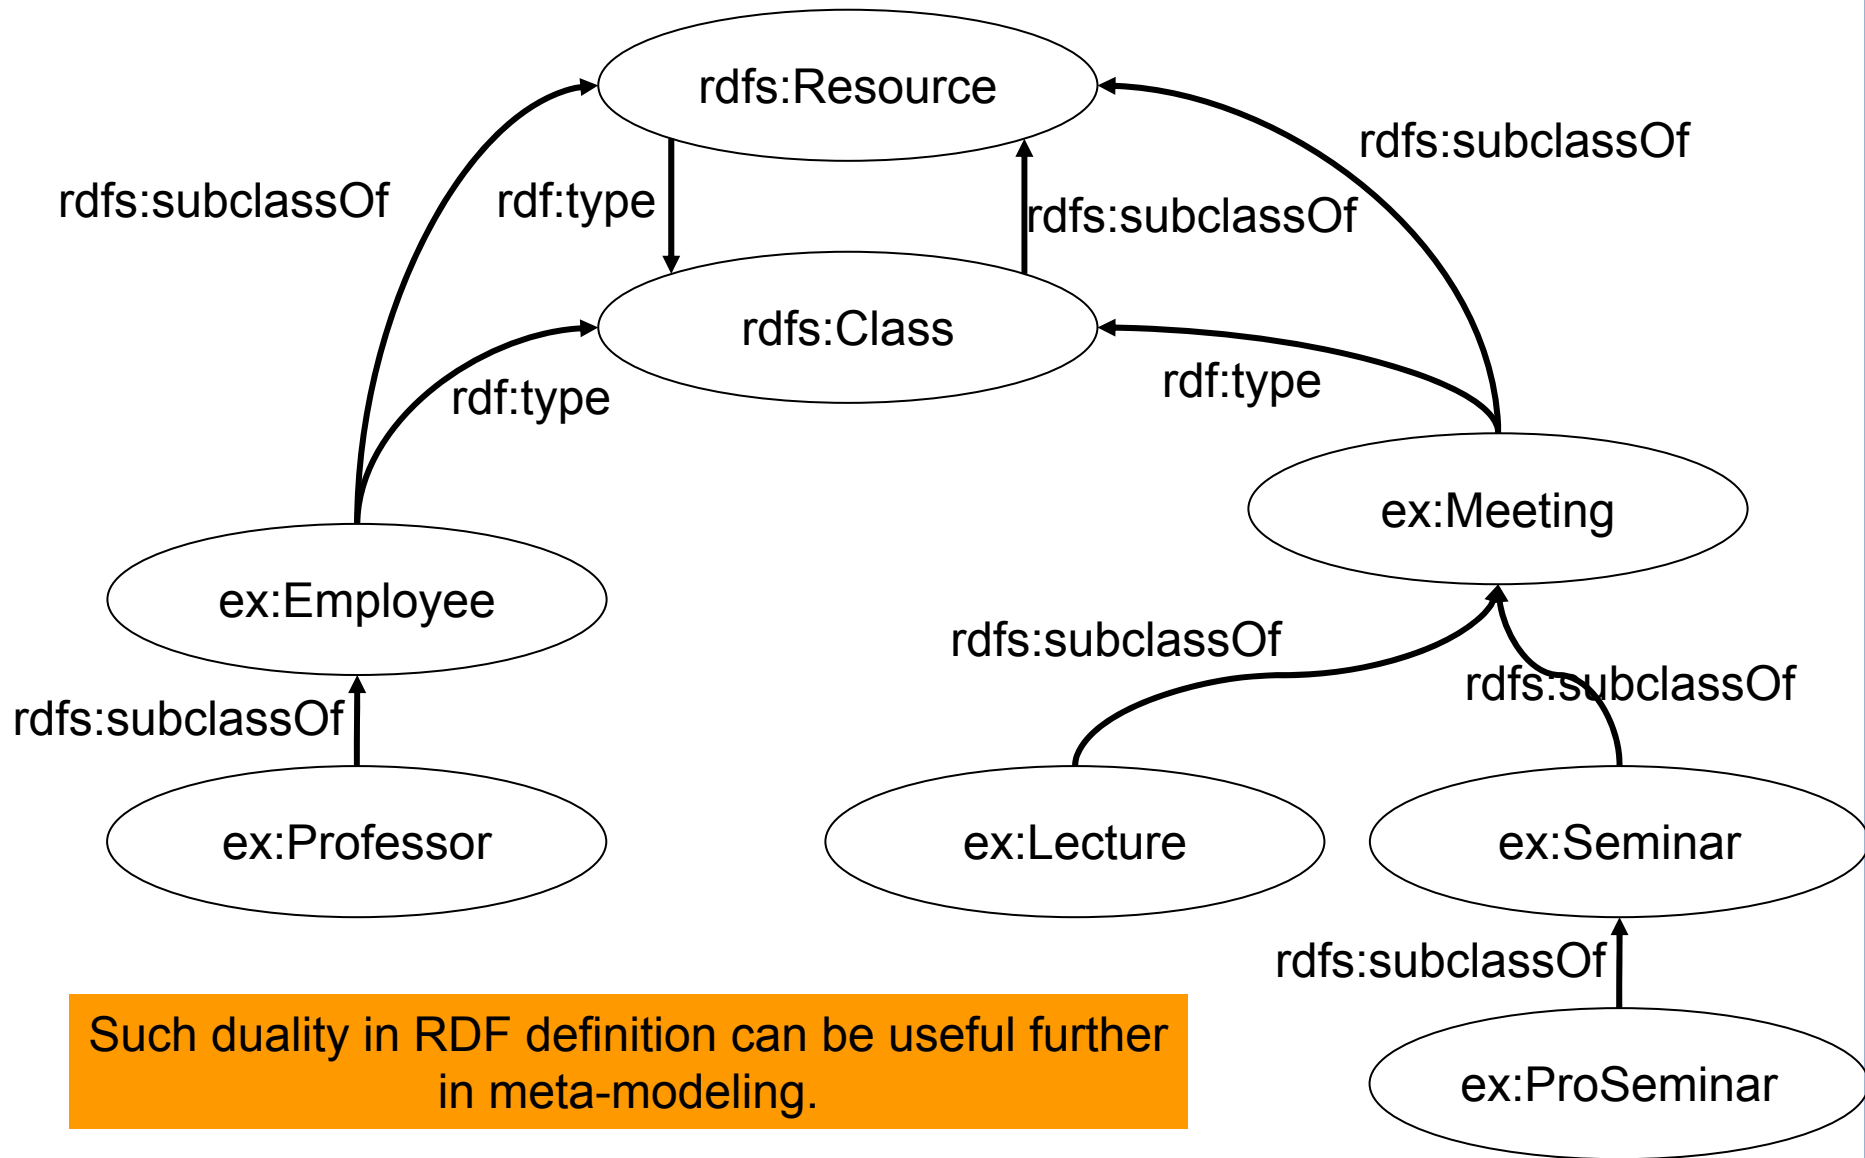 rdfs:Resource
rdfs:subclassOf
rdfs:subclassOf
rdf:type
rdfs:subclassOf
rdfs:Class
rdf:type
rdf:type
ex:Meeting
ex:Employee
rdfs:subclassOf
rdfs:subclassOf
rdfs:subclassOf
ex:Professor
ex:Lecture
ex:Seminar
rdfs:subclassOf
Such duality in RDF definition can be useful further
in meta-modeling.
ex:ProSeminar